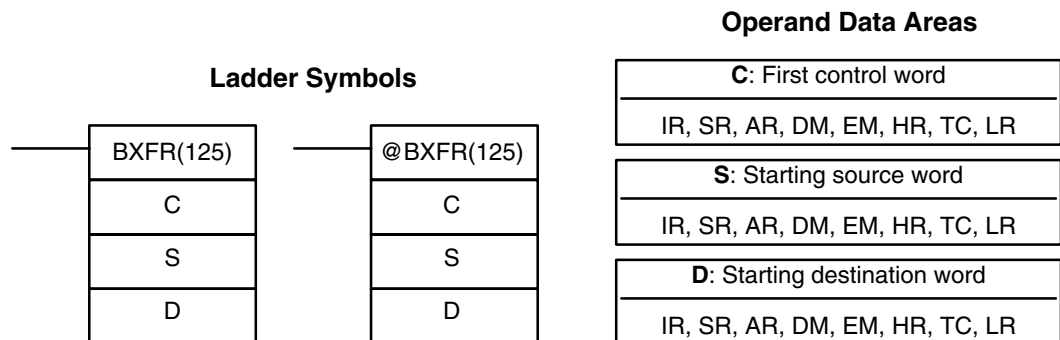 Ladder Symbols
BXFR(125)
C
S
D
@BXFR(125)
C
S
D
Operand Data Areas
C: First control word
IR, SR, AR, DM, EM, HR, TC, LR
S: Starting source word
IR, SR, AR, DM, EM, HR, TC, LR
D: Starting destination word
IR, SR, AR, DM, EM, HR, TC, LR